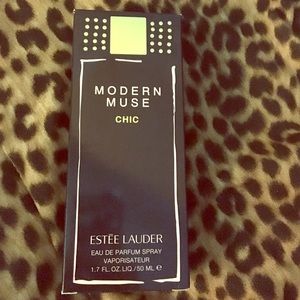 MODERN
MUSE
CHIC
ESTĒE LAUDER
EAU DE PARFUM SPRAY
VAPORISATEUR
1.7 FL.OZ.LIQ./50 ML ℮